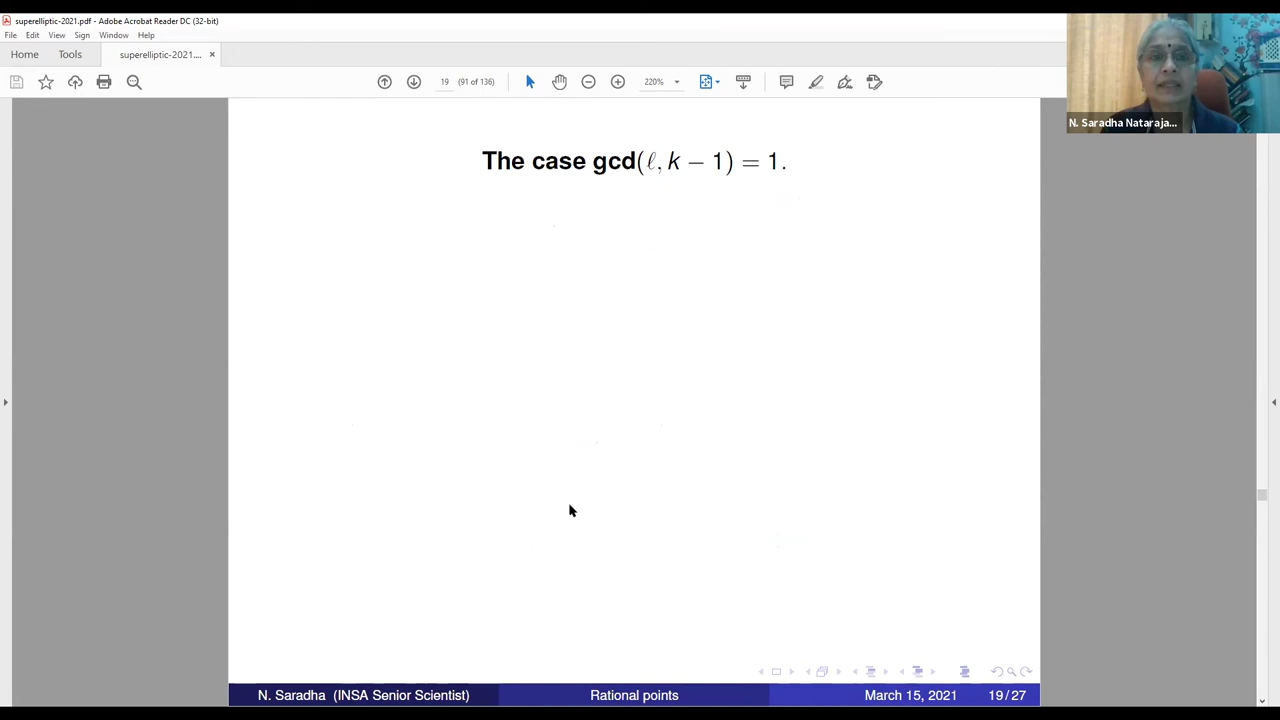 superelliptic-2021.pdf - Adobe Acrobat Reader DC (32-bit)
File Edit View Sign Window Help
Home Tools superelliptic-2021.... ×
19 (91 of 136) 220%
N. Saradha Nataraja...
The case gcd(ℓ, k − 1) = 1.
N. Saradha (INSA Senior Scientist) Rational points March 15, 2021 19/27